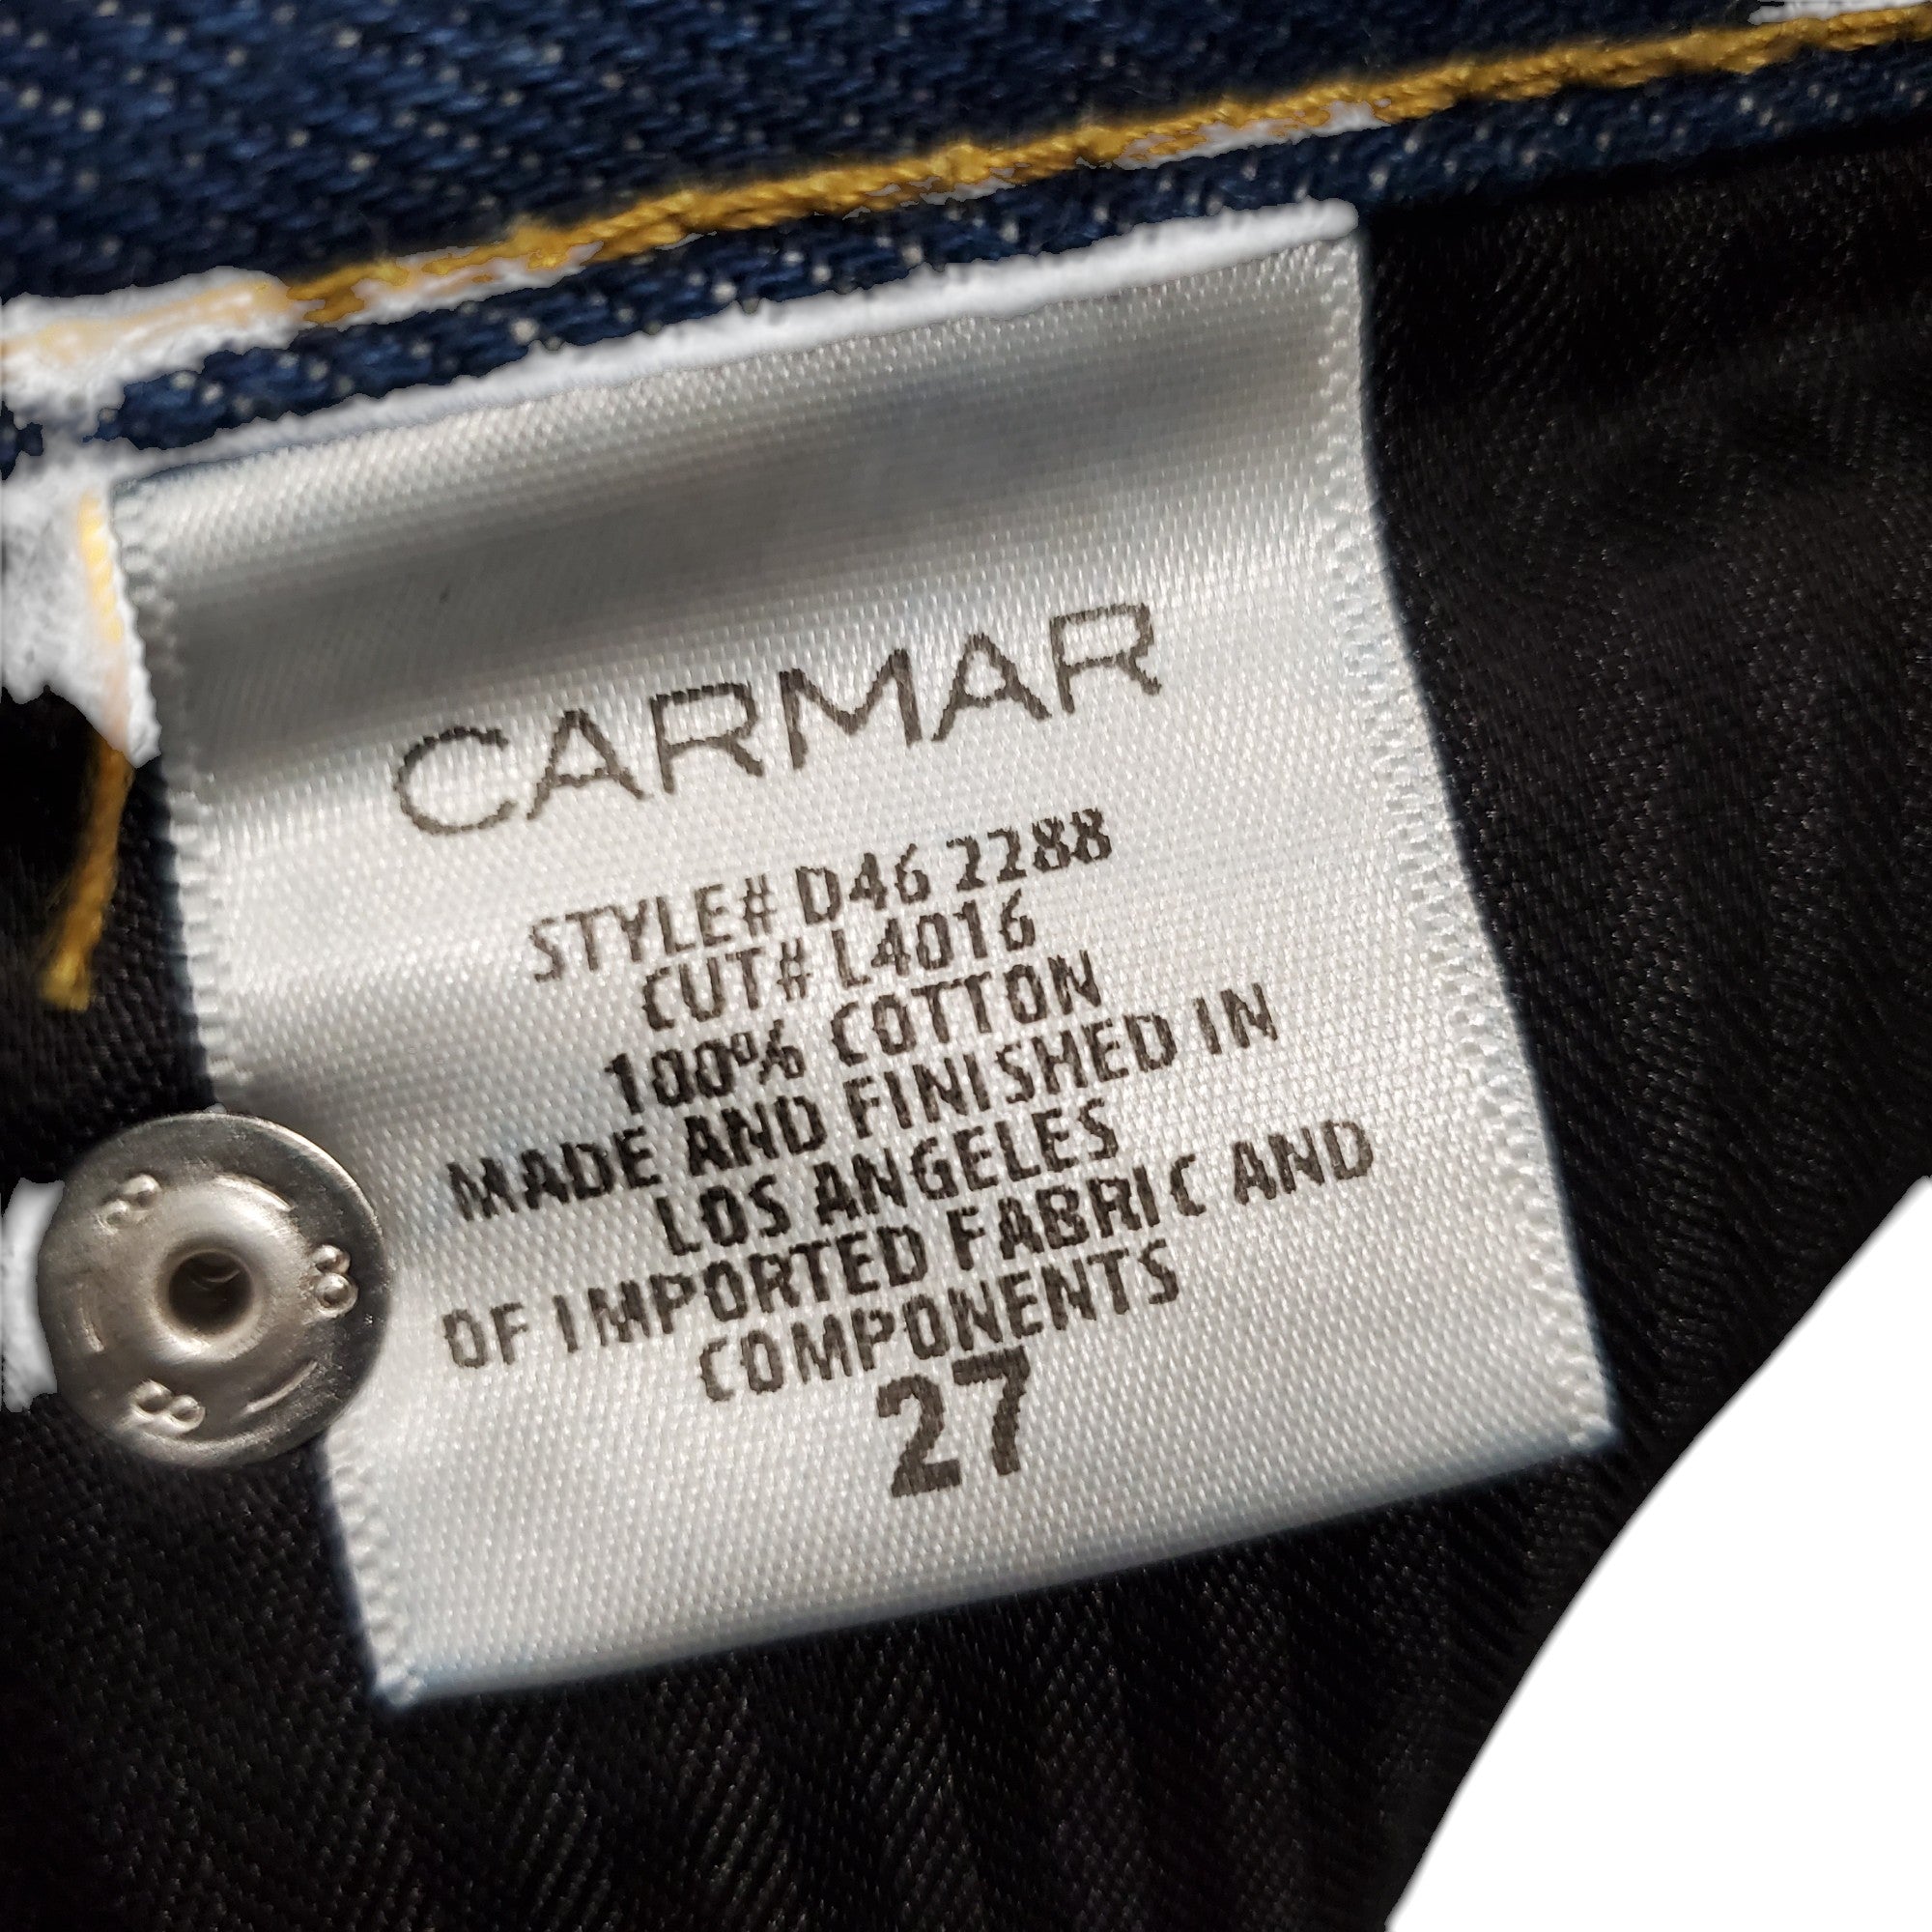 CARMAR
STYLE# D46 2288
CUT# L4016
100% COTTON
MADE AND FINISHED IN
LOS ANGELES
OF IMPORTED FABRIC AND
COMPONENTS
27